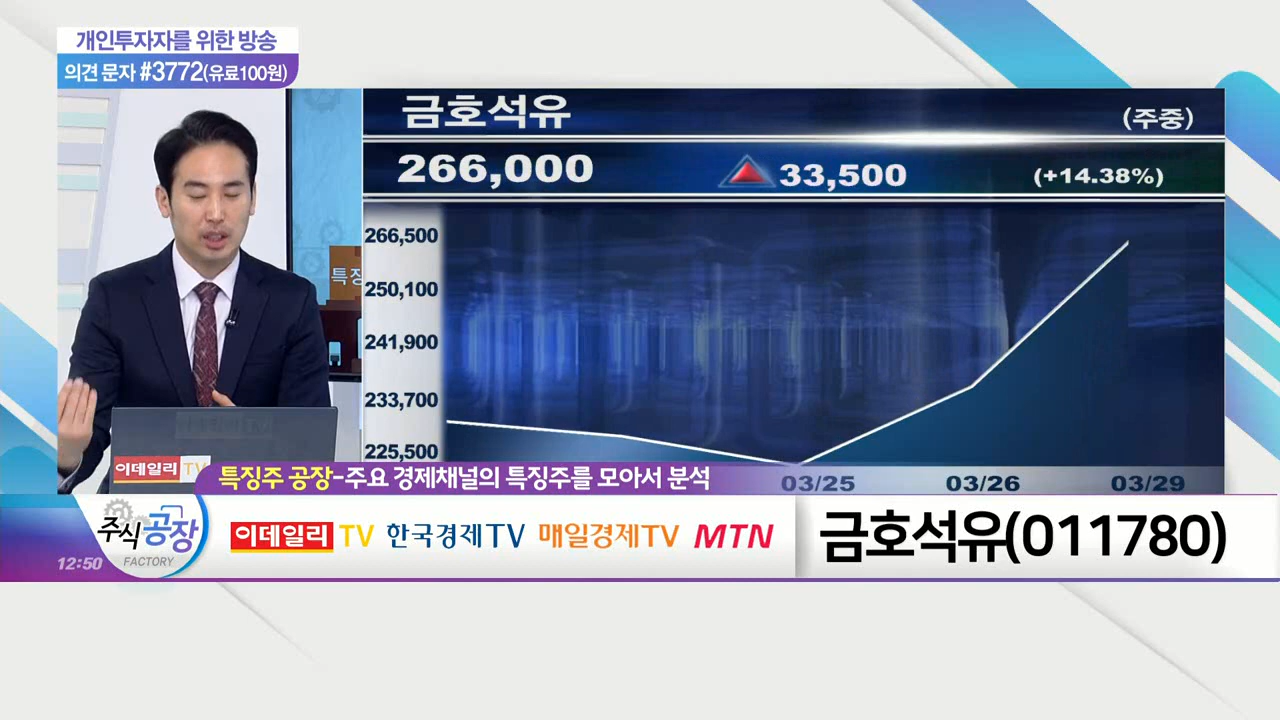 개인투자자를 위한 방송
의견 문자 #3772(유료100원)
금호석유
(주중)
266,000
33,500
(+14.38%)
266,500
250,100
241,900
233,700
225,500
03/25
03/26
03/29
특징
이데일리 TV
특징주 공장-주요 경제채널의 특징주를 모아서 분석
주식공장
FACTORY
12:50
이데일리 TV 한국경제TV 매일경제TV MTN
금호석유(011780)